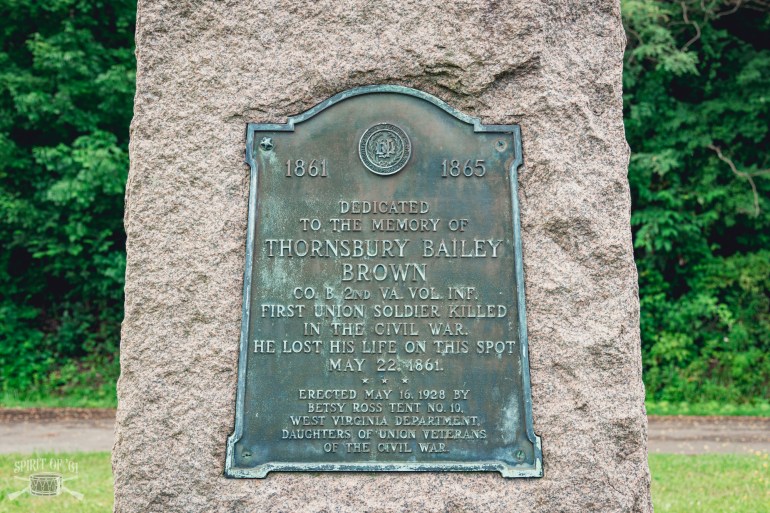 1861 1865
DEDICATED
TO THE MEMORY OF
THORNSBURY BAILEY
BROWN
CO. B. 2ND VA. VOL. INF.
FIRST UNION SOLDIER KILLED
IN THE CIVIL WAR.
HE LOST HIS LIFE ON THIS SPOT
MAY 22. 1861.
ERECTED MAY 16, 1928 BY
BETSY ROSS TENT NO. 10,
WEST VIRGINIA DEPARTMENT,
DAUGHTERS OF UNION VETERANS
OF THE CIVIL WAR.
SPIRIT OF '61